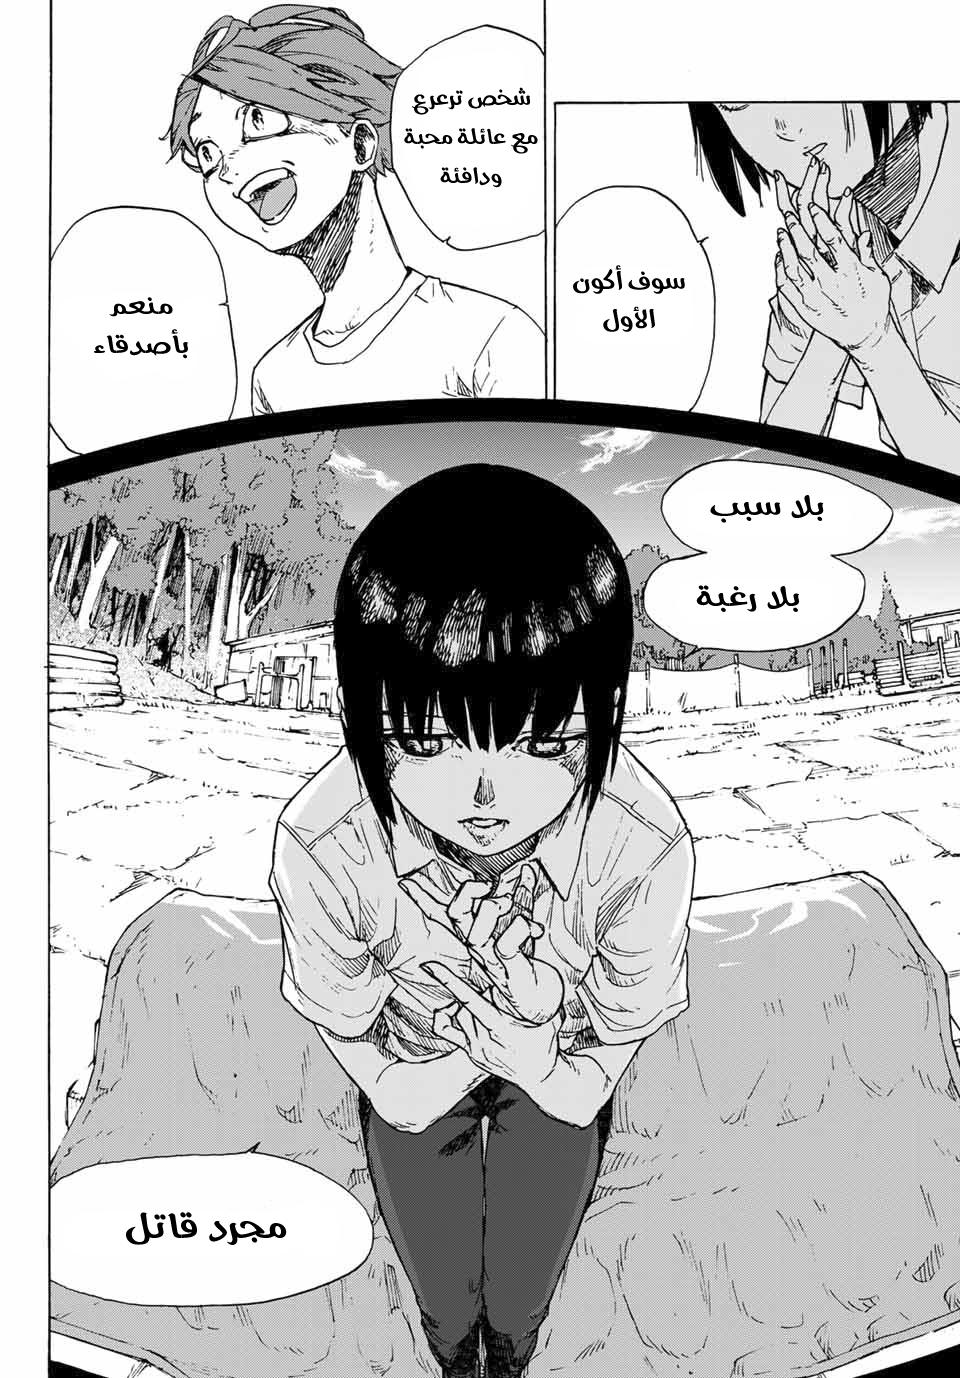 سوف أكون
الأول
شخص ترعرع
مع عائلة محبة
ودافئة
منعم
بأصدقاء
بلا سبب
بلا رغبة
مجرد قاتل